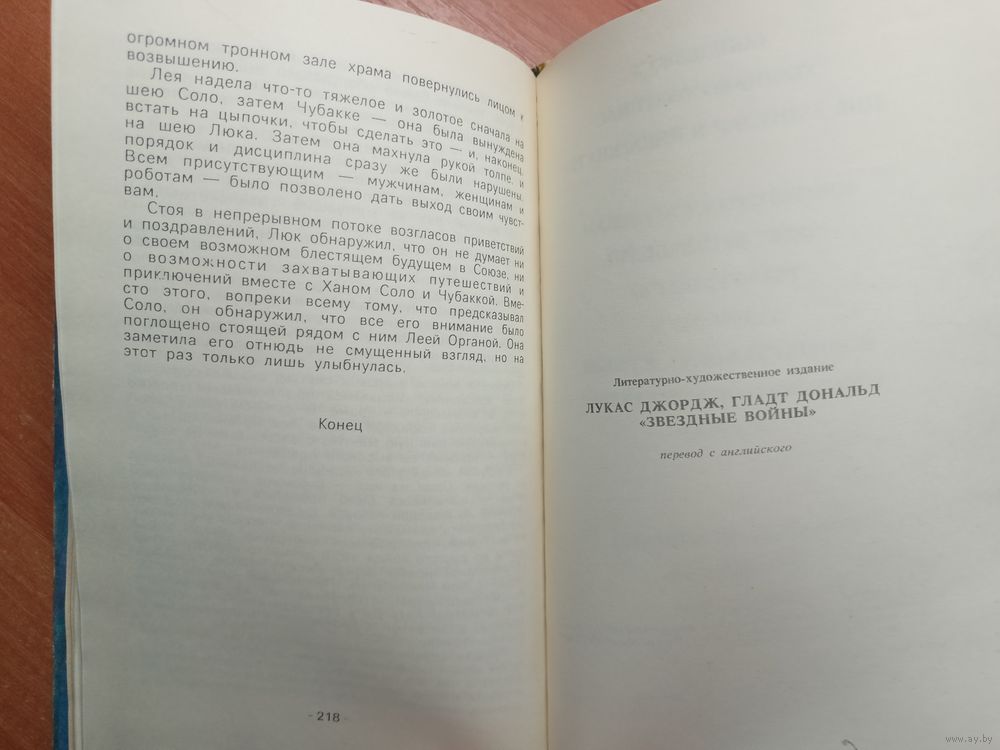 огромном тронном зале храма повернулись лицом к
возвышению.
Лея надела что-то тяжелое и золотое сначала на
шею Соло, затем Чубакке — она была вынуждена
встать на цыпочки, чтобы сделать это — и, наконец,
на шею Люка. Затем она махнула рукой толпе, и
порядок и дисциплина сразу же были нарушены.
Всем присутствующим — мужчинам, женщинам и
роботам — было позволено дать выход своим чувст-
вам.
Стоя в непрерывном потоке возгласов приветствий
и поздравлений, Люк обнаружил, что он не думает ни
о своем возможном блестящем будущем в Союзе, ни
о возможности захватывающих путешествий и
приключений вместе с Ханом Соло и Чубаккой. Вме-
сто этого, вопреки всему тому, что предсказывал
Соло, он обнаружил, что все его внимание было
поглощено стоящей рядом с ним Леей Органой. Она
заметила его отнюдь не смущенный взгляд, но на
этот раз только лишь улыбнулась.
Конец
- 218 -
Литературно-художественное издание
ЛУКАС ДЖОРДЖ, ГЛАДТ ДОНАЛЬД
«ЗВЕЗДНЫЕ ВОЙНЫ»
перевод с английского
www.ay.by